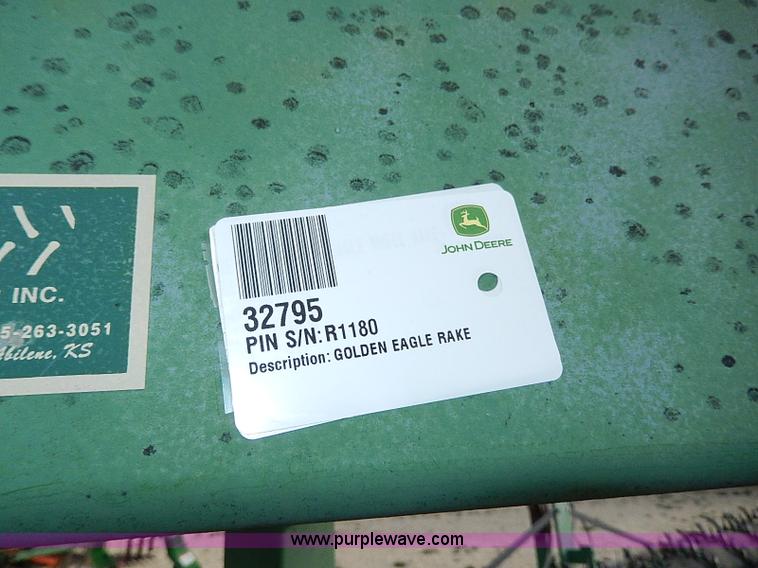 INC.
5-263-3051
Abilene, KS
JOHN DEERE
32795
PIN S/N: R1180
Description: GOLDEN EAGLE RAKE
www.purplewave.com